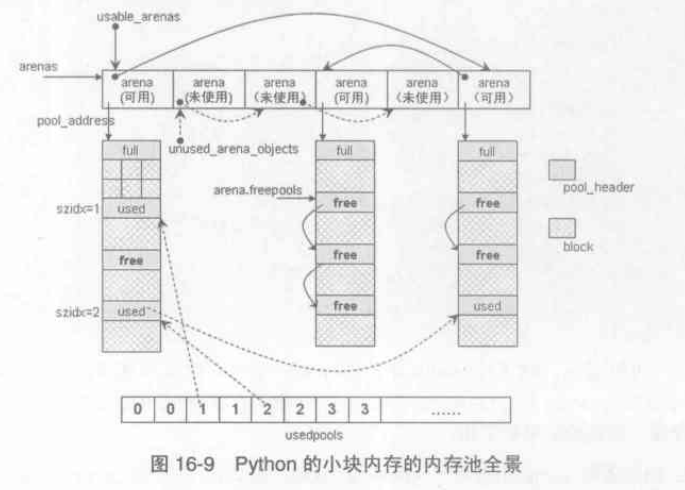 usable_arenas
arenas
arena
(可用)
arena
(未使用)
arena
(未使用)
arena
(可用)
arena
(未使用)
arena
(可用)
pool_address
unused_arena_objects
full
full
full
pool_header
szidx=1
used
arena.freepools
free
free
block
free
free
free
szidx=2
used
free
used
0 0 1 1 2 2 3 3 ……
usedpools
图 16-9 Python 的小块内存的内存池全景